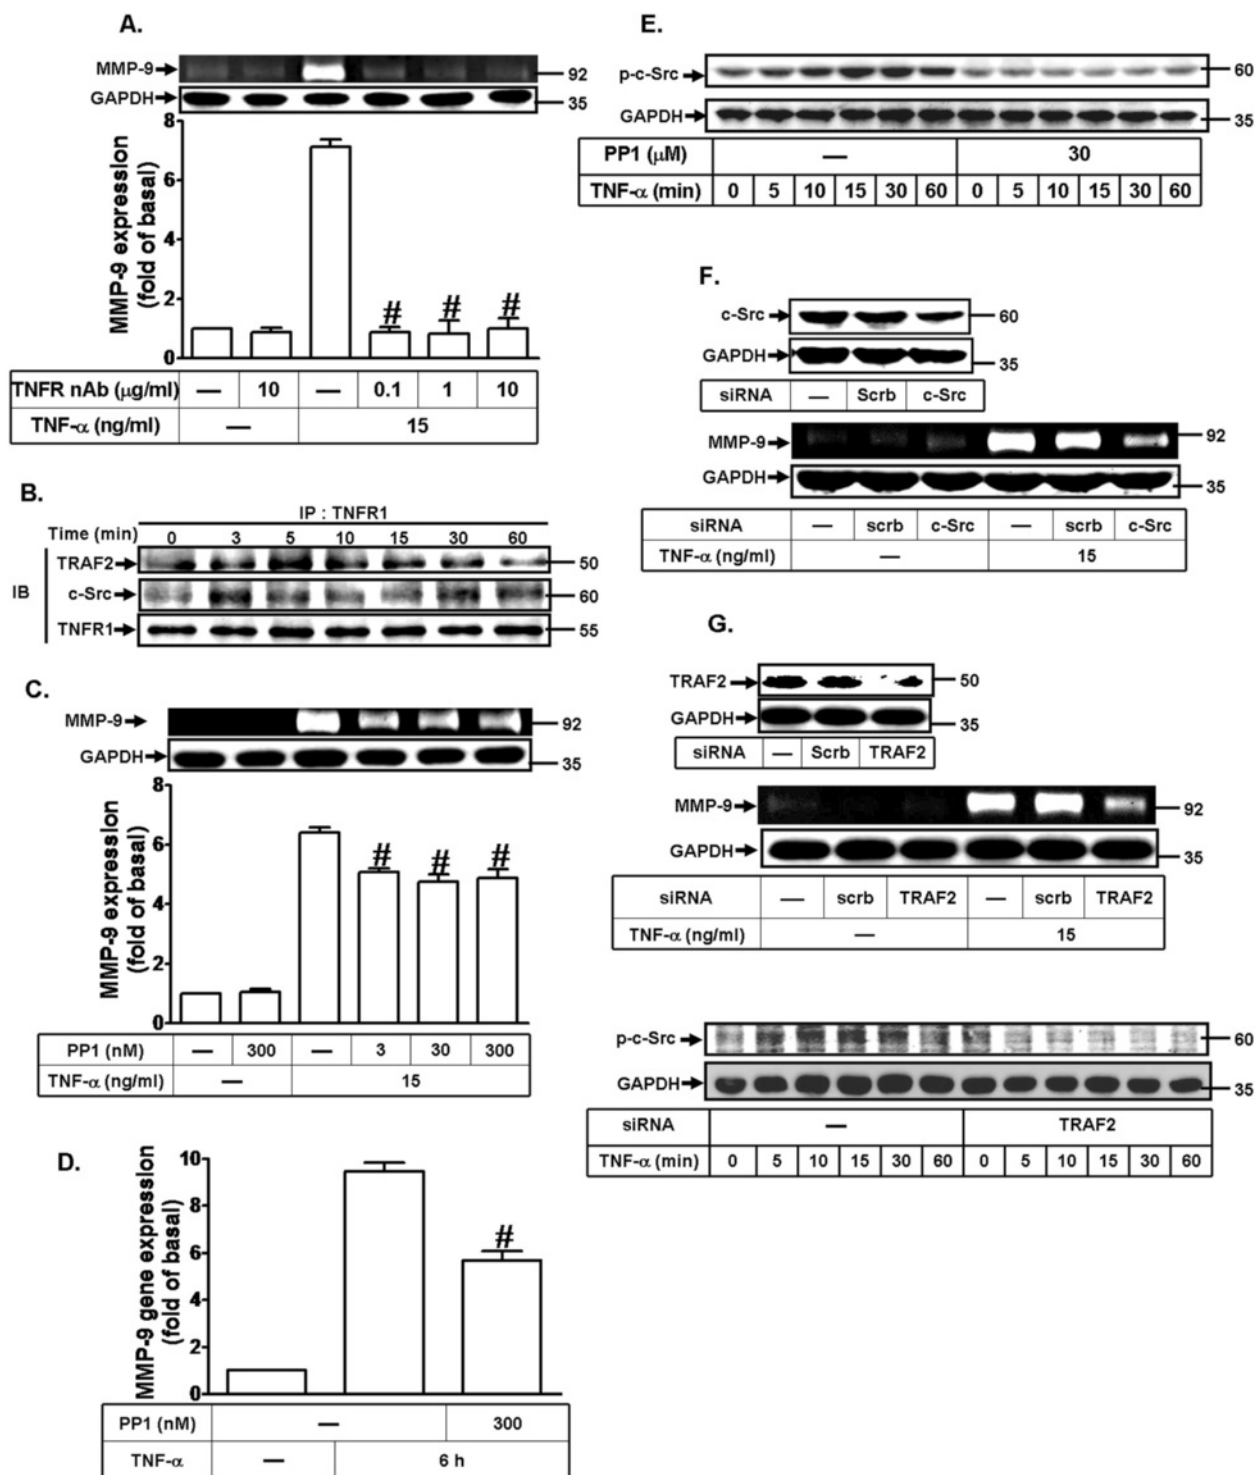 A.
MMP-9
92
GAPDH
35
8
6
4
2
0
MMP-9 expression
(fold of basal)
# # #
TNFR nAb (μg/ml) — 10 — 0.1 1 10
TNF-α (ng/ml) — 15
B.
IP : TNFR1
Time (min) 0 3 5 10 15 30 60
IB
TRAF2 50
c-Src 60
TNFR1 55
C.
MMP-9 92
GAPDH 35
8
6
4
2
0
MMP-9 expression
(fold of basal)
# # #
PP1 (nM) — 300 — 3 30 300
TNF-α (ng/ml) — 15
D.
10
8
6
4
2
0
MMP-9 gene expression
(fold of basal)
#
PP1 (nM) — 300
TNF-α — 6 h
E.
p-c-Src 60
GAPDH 35
PP1 (μM) — 30
TNF-α (min) 0 5 10 15 30 60 0 5 10 15 30 60
F.
c-Src 60
GAPDH 35
siRNA — Scrb c-Src
MMP-9 92
GAPDH 35
siRNA — scrb c-Src — scrb c-Src
TNF-α (ng/ml) — 15
G.
TRAF2 50
GAPDH 35
siRNA — Scrb TRAF2
MMP-9 92
GAPDH 35
siRNA — scrb TRAF2 — scrb TRAF2
TNF-α (ng/ml) — 15
p-c-Src 60
GAPDH 35
siRNA — TRAF2
TNF-α (min) 0 5 10 15 30 60 0 5 10 15 30 60